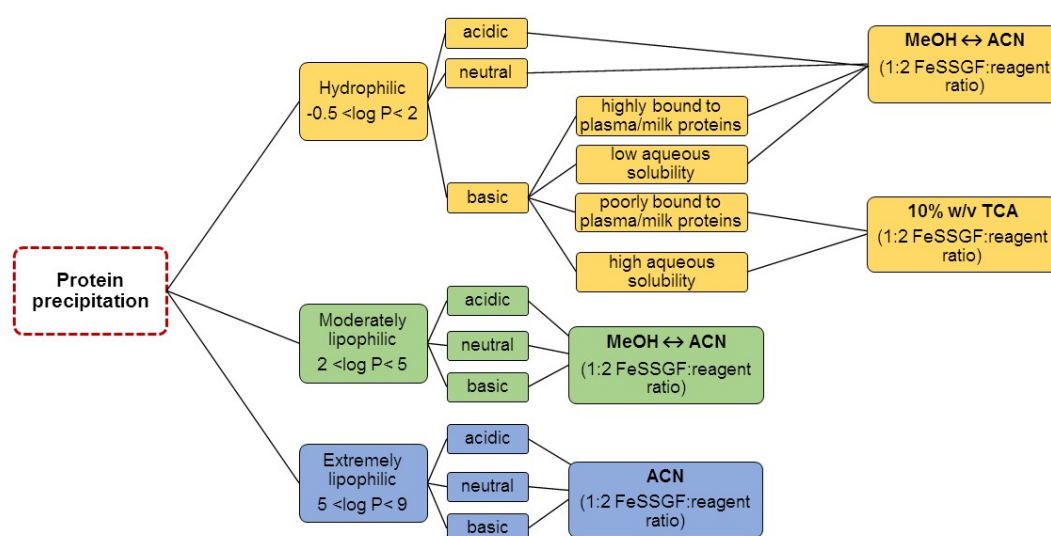 Protein
precipitation
Hydrophilic
-0.5 <log P< 2
acidic
neutral
basic
highly bound to
plasma/milk proteins
low aqueous
solubility
poorly bound to
plasma/milk proteins
high aqueous
solubility
MeOH ↔ ACN
(1:2 FeSSGF:reagent
ratio)
10% w/v TCA
(1:2 FeSSGF:reagent
ratio)
Moderately
lipophilic
2 <log P< 5
acidic
neutral
basic
MeOH ↔ ACN
(1:2 FeSSGF:reagent
ratio)
Extremely
lipophilic
5 <log P< 9
acidic
neutral
basic
ACN
(1:2 FeSSGF:reagent
ratio)